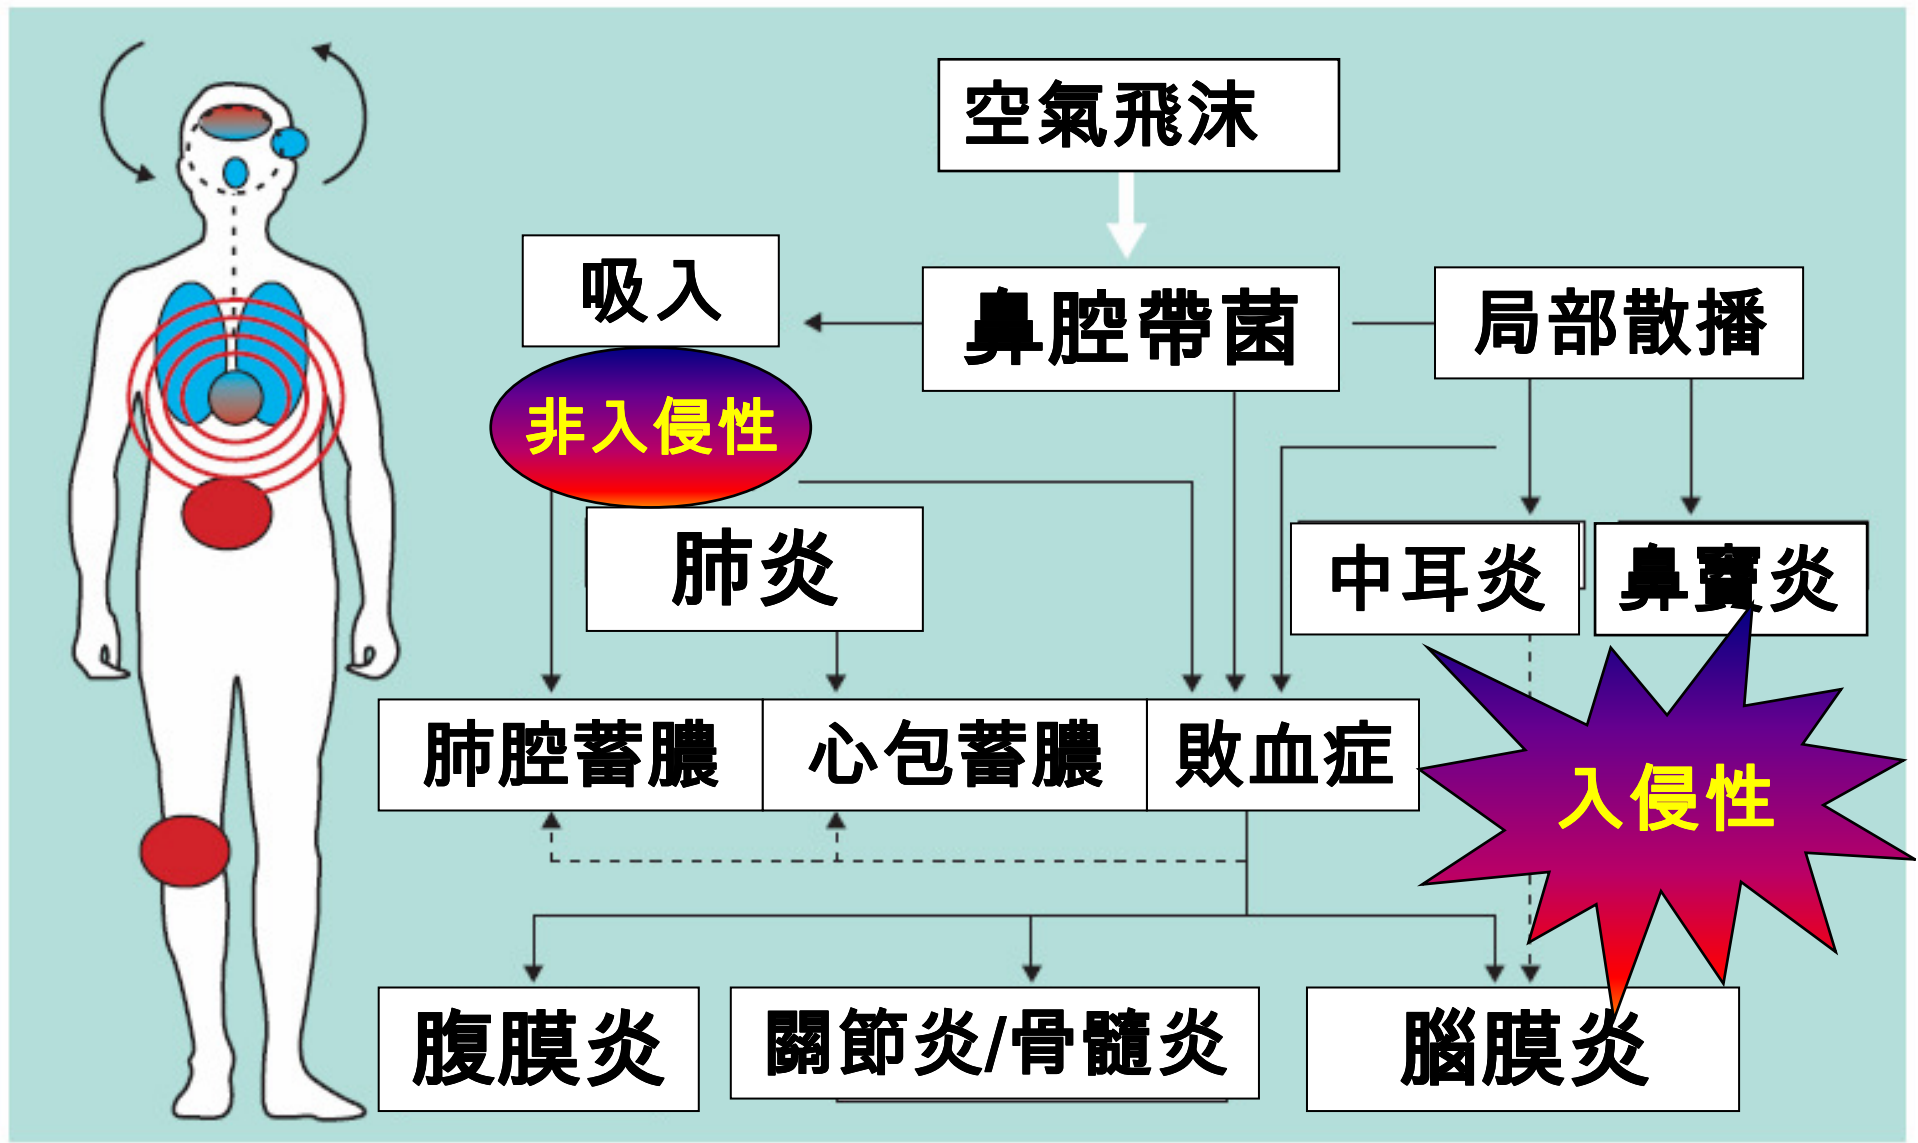 空氣飛沫
吸入
鼻腔帶菌
局部散播
非入侵性
肺炎
中耳炎
鼻竇炎
肺腔蓄膿
心包蓄膿
敗血症
入侵性
腹膜炎
關節炎/骨髓炎
腦膜炎